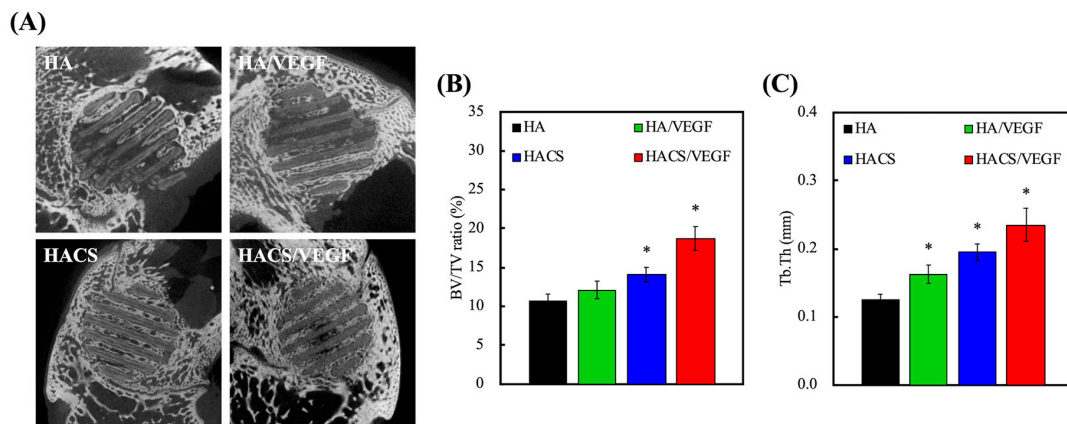 (A)
HA
HA/VEGF
HACS
HACS/VEGF
(B)
35
30
25
20
15
10
5
0
BV/TV ratio (%)
HA
HA/VEGF
HACS
HACS/VEGF
*
*
(C)
0.4
0.3
0.2
0.1
0.0
Tb.Th (mm)
HA
HA/VEGF
HACS
HACS/VEGF
*
*
*